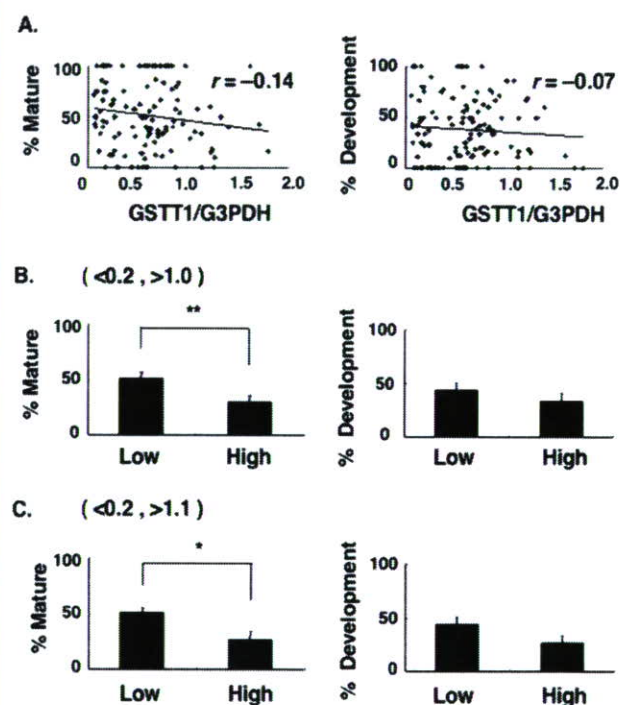 A.
% Mature
100
50
0
r = –0.14
0 0.5 1.0 1.5 2.0
GSTT1/G3PDH
% Development
100
50
0
r = –0.07
0 0.5 1.0 1.5 2.0
GSTT1/G3PDH
B. ( <0.2 , >1.0 )
% Mature
100
50
0
**
Low High
% Development
100
50
0
Low High
C. ( <0.2 , >1.1 )
% Mature
100
50
0
*
Low High
% Development
100
50
0
Low High